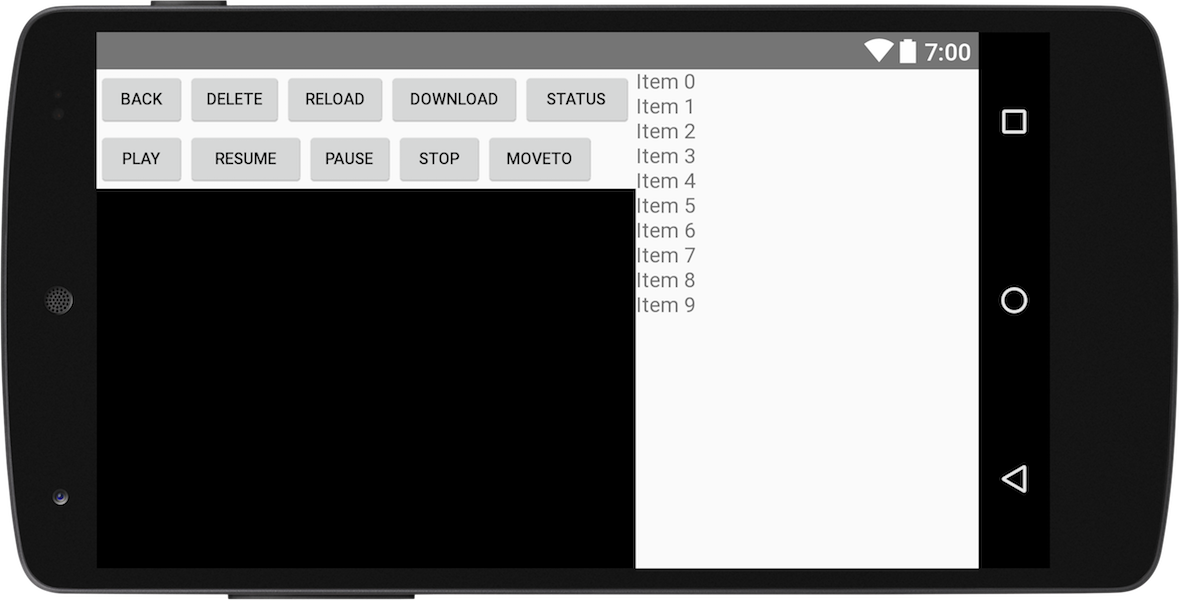 7:00
BACK DELETE RELOAD DOWNLOAD STATUS
PLAY RESUME PAUSE STOP MOVETO
Item 0
Item 1
Item 2
Item 3
Item 4
Item 5
Item 6
Item 7
Item 8
Item 9